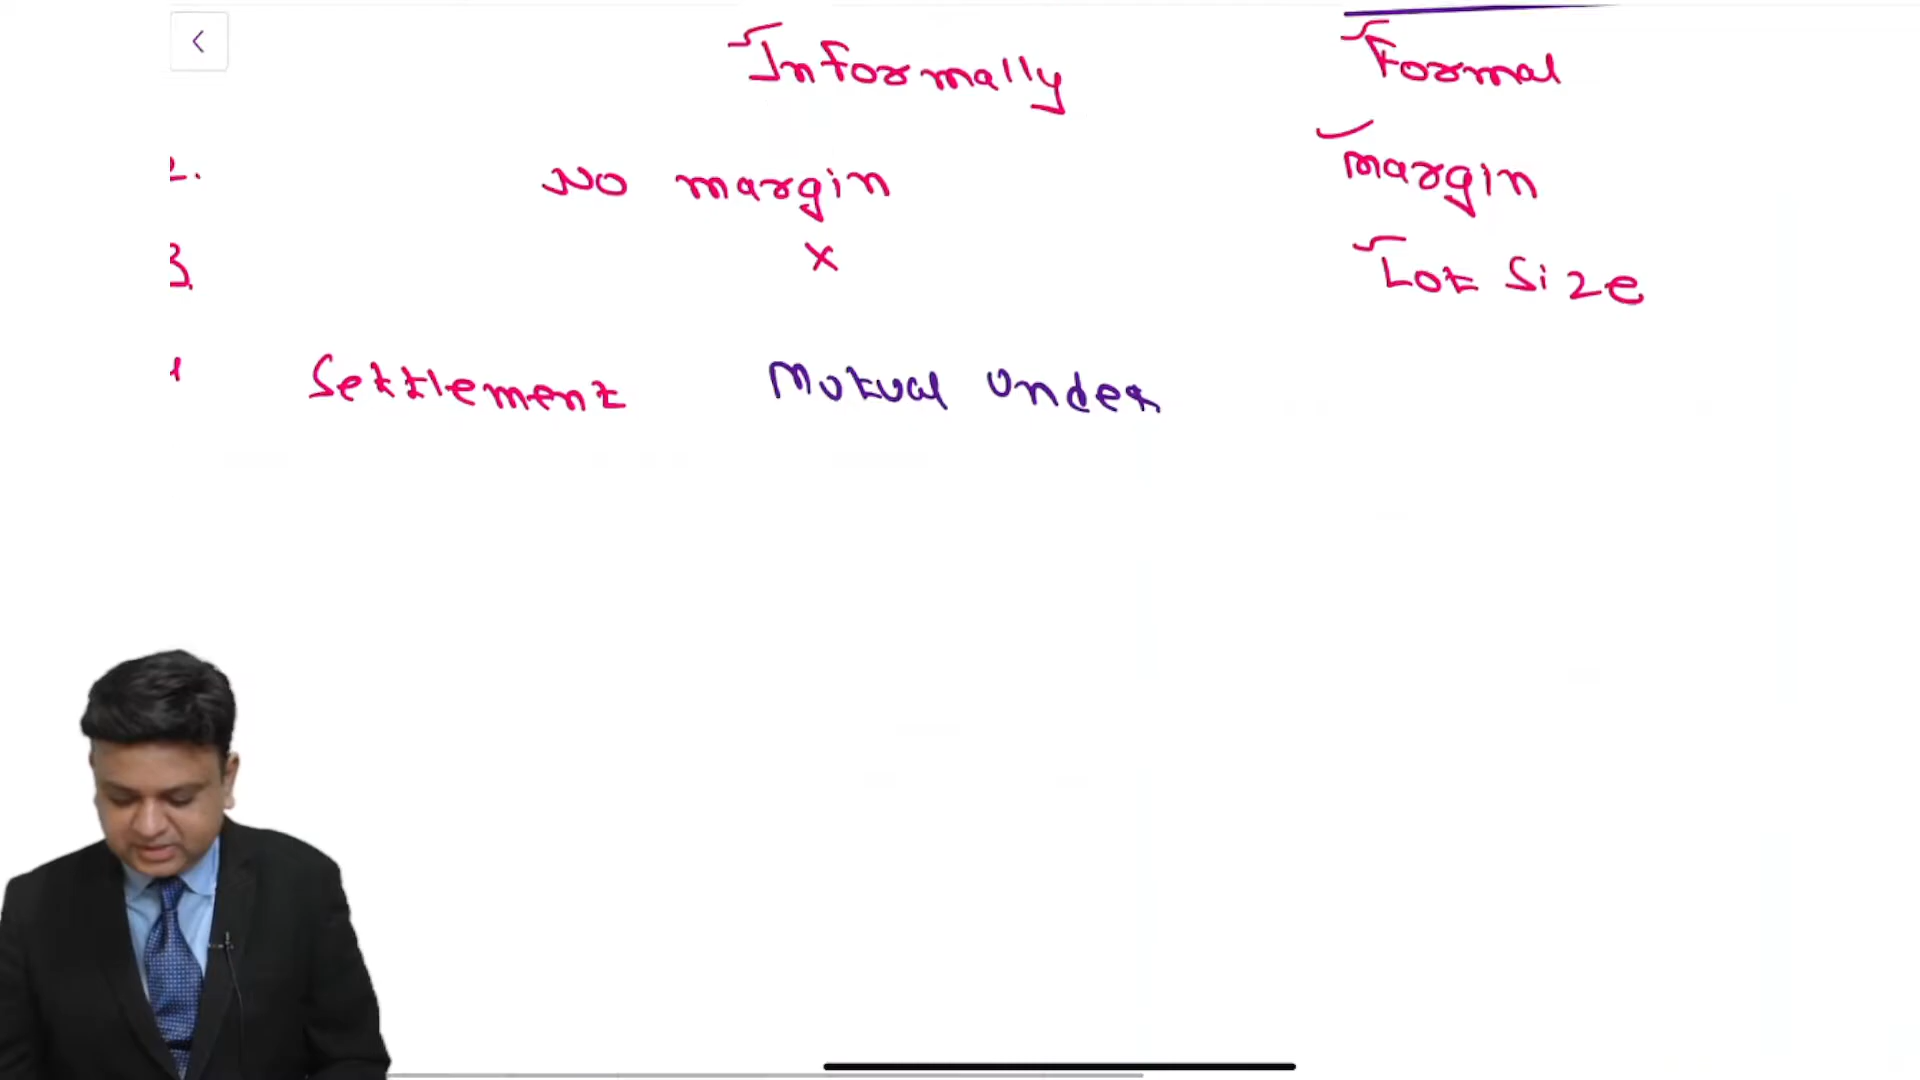 Informally Formal
2. No margin margin
3. x Lot Size
Settlement Mutual Under